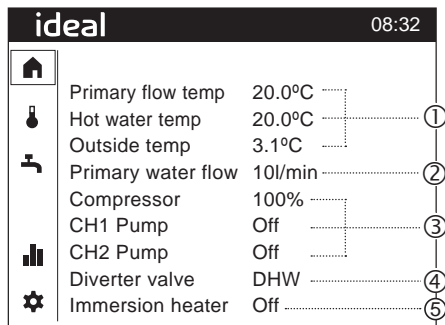 ideal 08:32
Primary flow temp 20.0ºC
Hot water temp 20.0ºC ①
Outside temp 3.1ºC
Primary water flow 10l/min ②
Compressor 100%
CH1 Pump Off ③
CH2 Pump Off
Diverter valve DHW ④
Immersion heater Off ⑤